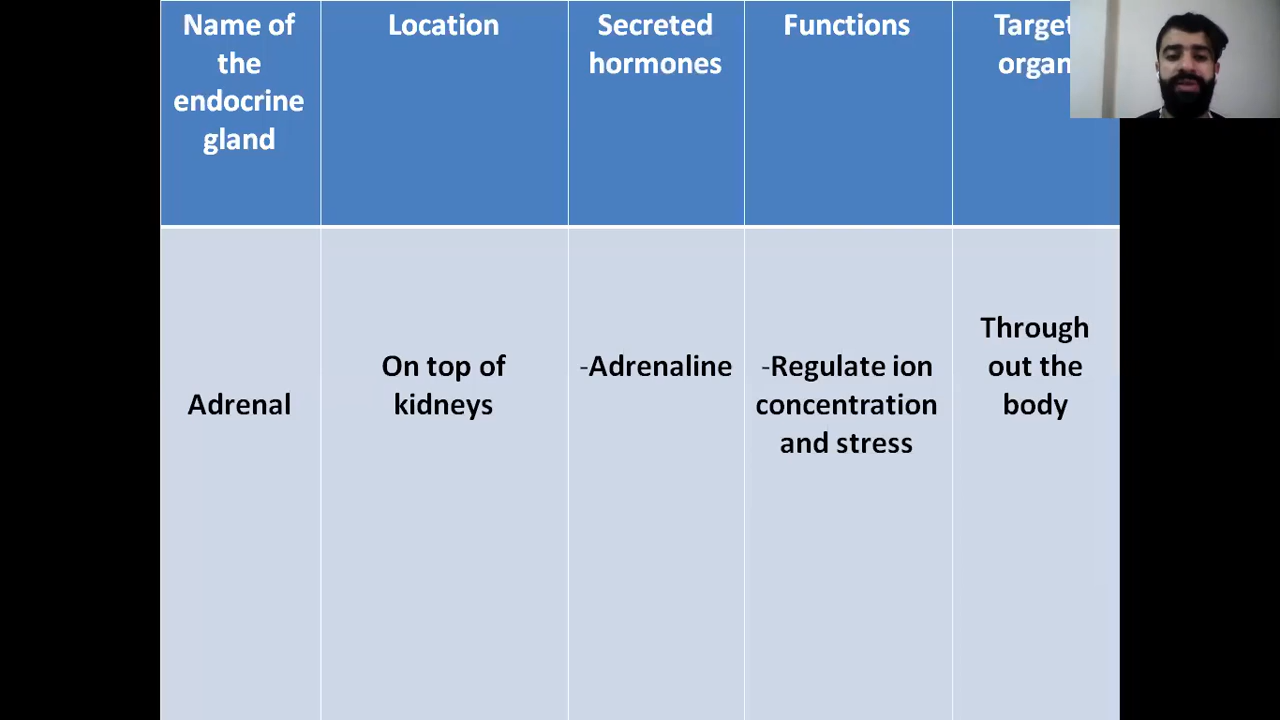 Name of
the
endocrine
gland
Location
Secreted
hormones
Functions
Target
organ
Adrenal
On top of
kidneys
-Adrenaline
-Regulate ion
concentration
and stress
Through
out the
body